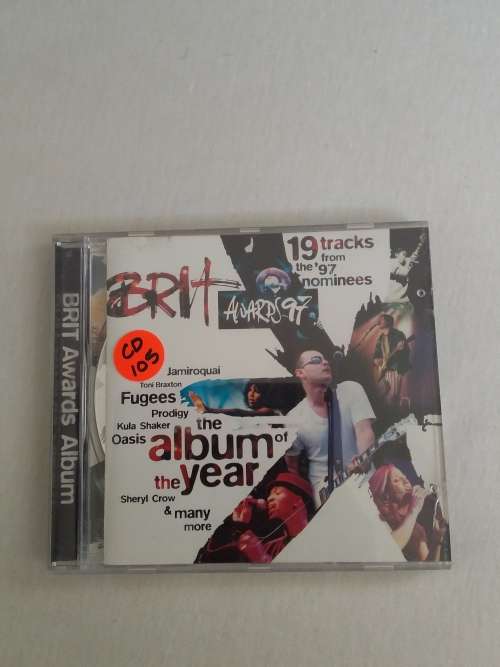 BRIT Awards Album
19 tracks
from
the '97
nominees
BRIT
AWARDS 97
CD
105
Jamiroquai
Toni Braxton
Fugees
Prodigy
Kula Shaker
Oasis
the
album of
the year
Sheryl Crow
& many
more